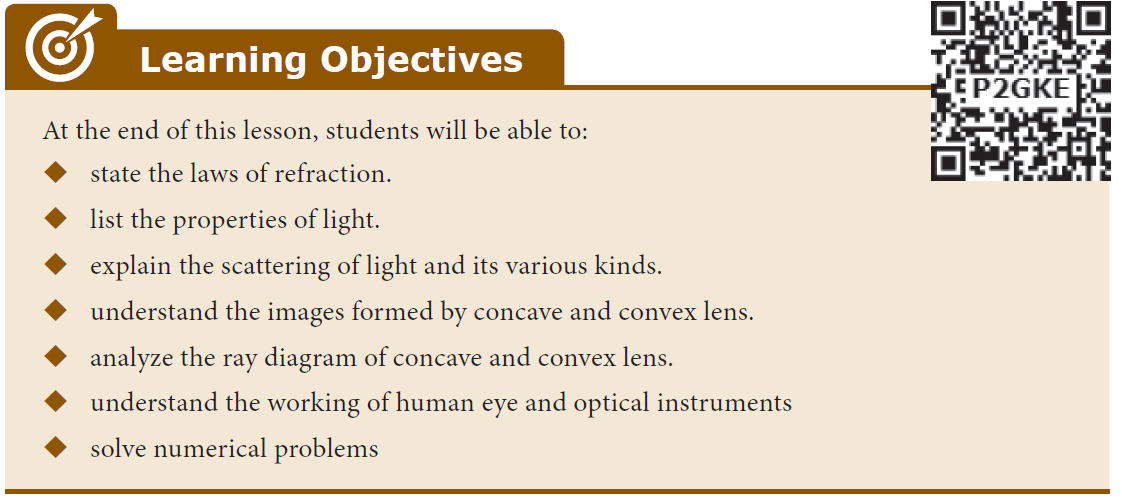 Learning Objectives
P2GKE
At the end of this lesson, students will be able to:
state the laws of refraction.
list the properties of light.
explain the scattering of light and its various kinds.
understand the images formed by concave and convex lens.
analyze the ray diagram of concave and convex lens.
understand the working of human eye and optical instruments
solve numerical problems